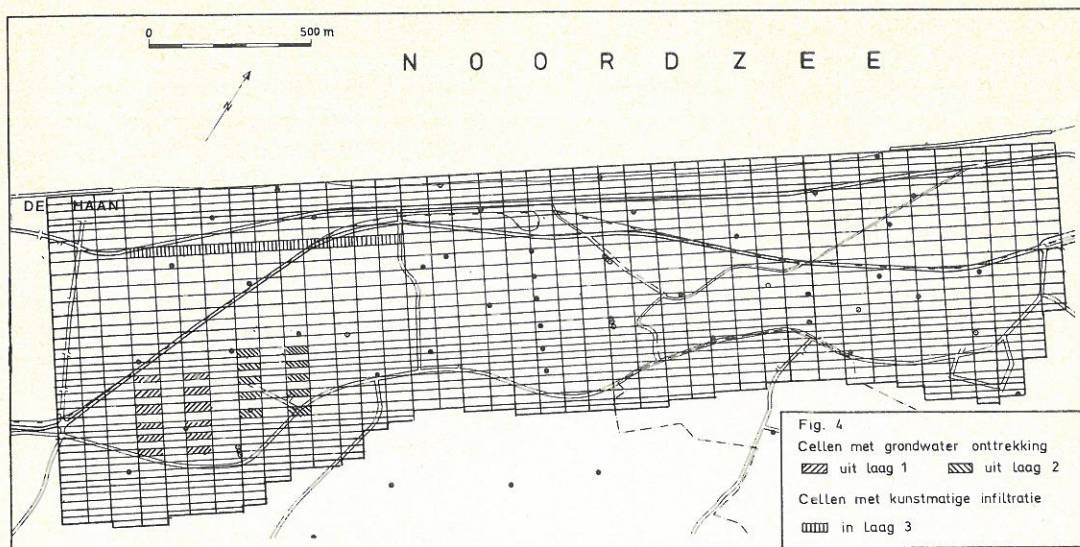 0 500 m
N O O R D Z E E
N
DE HAAN
Fig. 4
Cellen met grondwater onttrekking
uit laag 1 uit laag 2
Cellen met kunstmatige infiltratie
in Laag 3